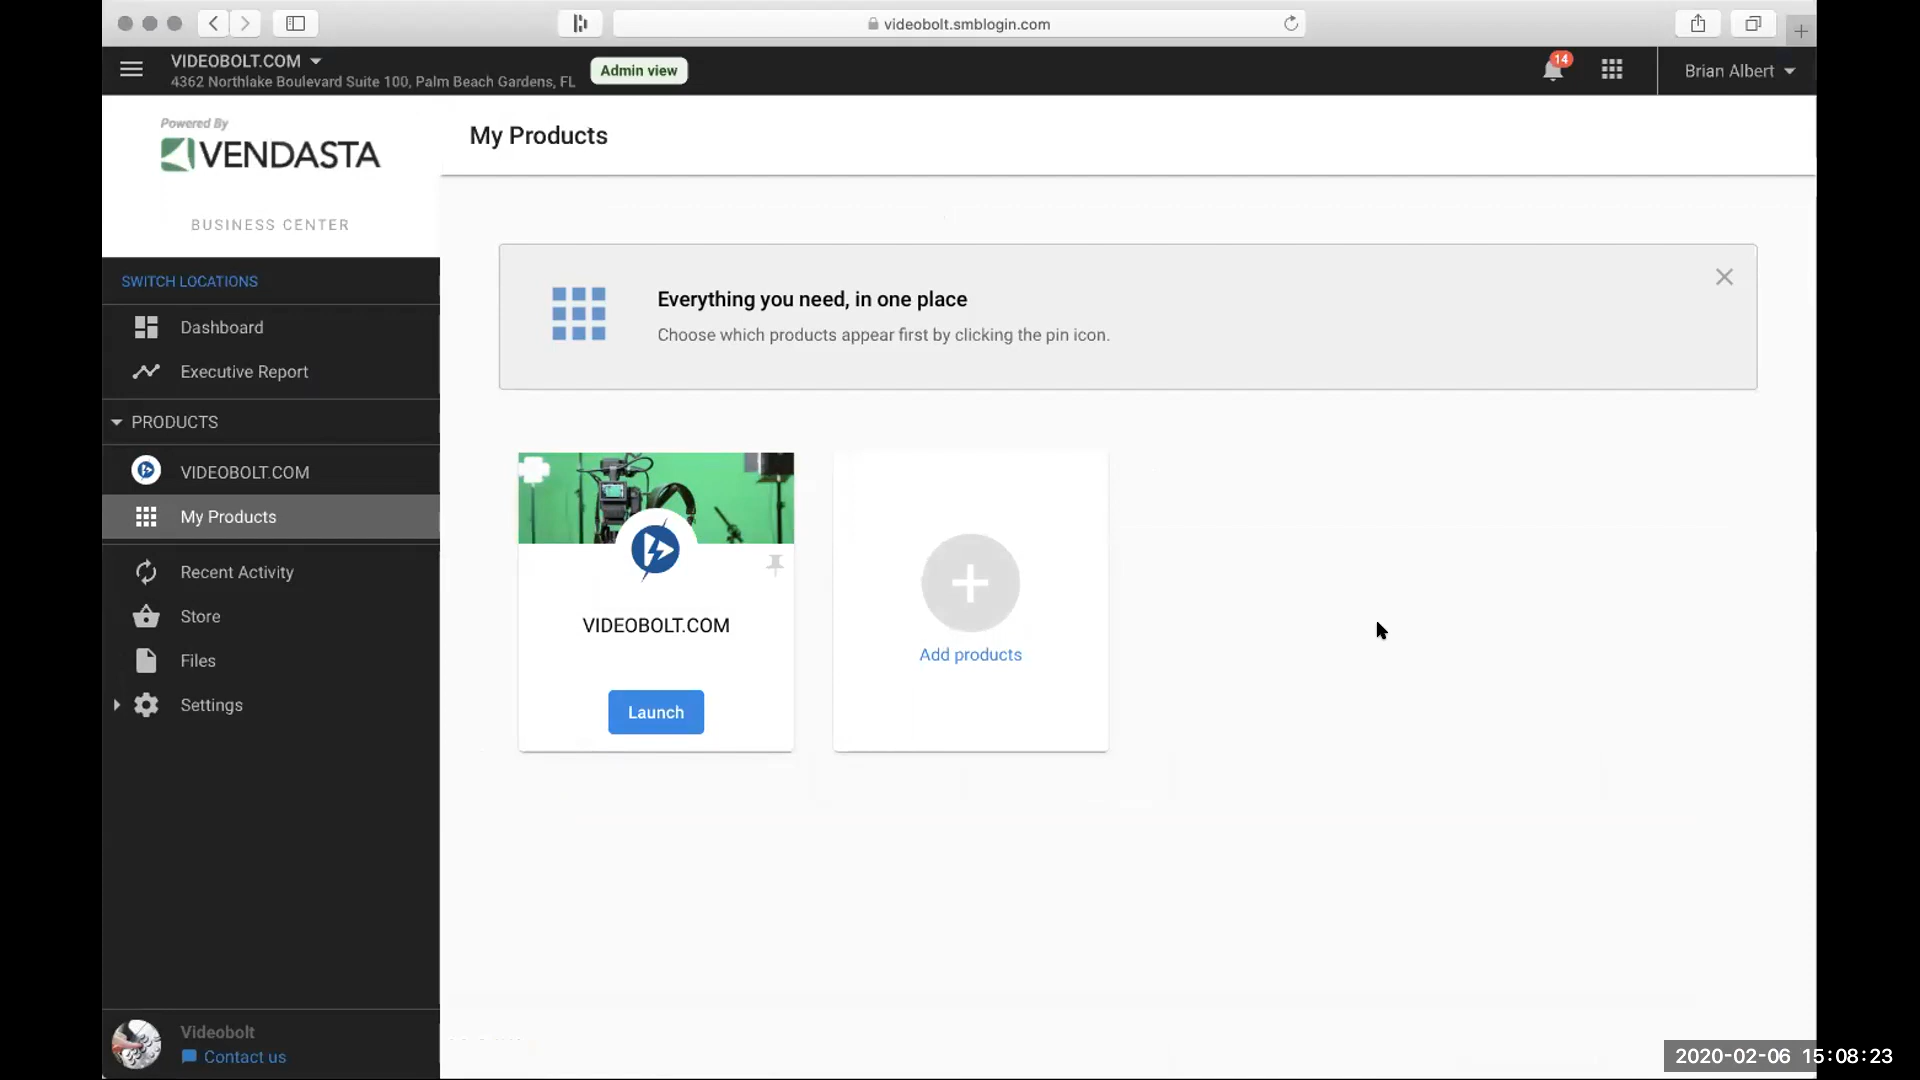 videobolt.smblogin.com
VIDEOBOLT.COM
4362 Northlake Boulevard Suite 100, Palm Beach Gardens, FL
Admin view
14
Brian Albert
Powered By
VENDASTA
BUSINESS CENTER
My Products
SWITCH LOCATIONS
Dashboard
Executive Report
PRODUCTS
VIDEOBOLT.COM
My Products
Recent Activity
Store
Files
Settings
Everything you need, in one place
Choose which products appear first by clicking the pin icon.
VIDEOBOLT.COM
Launch
Add products
Videobolt
Contact us
2020-02-06 15:08:23